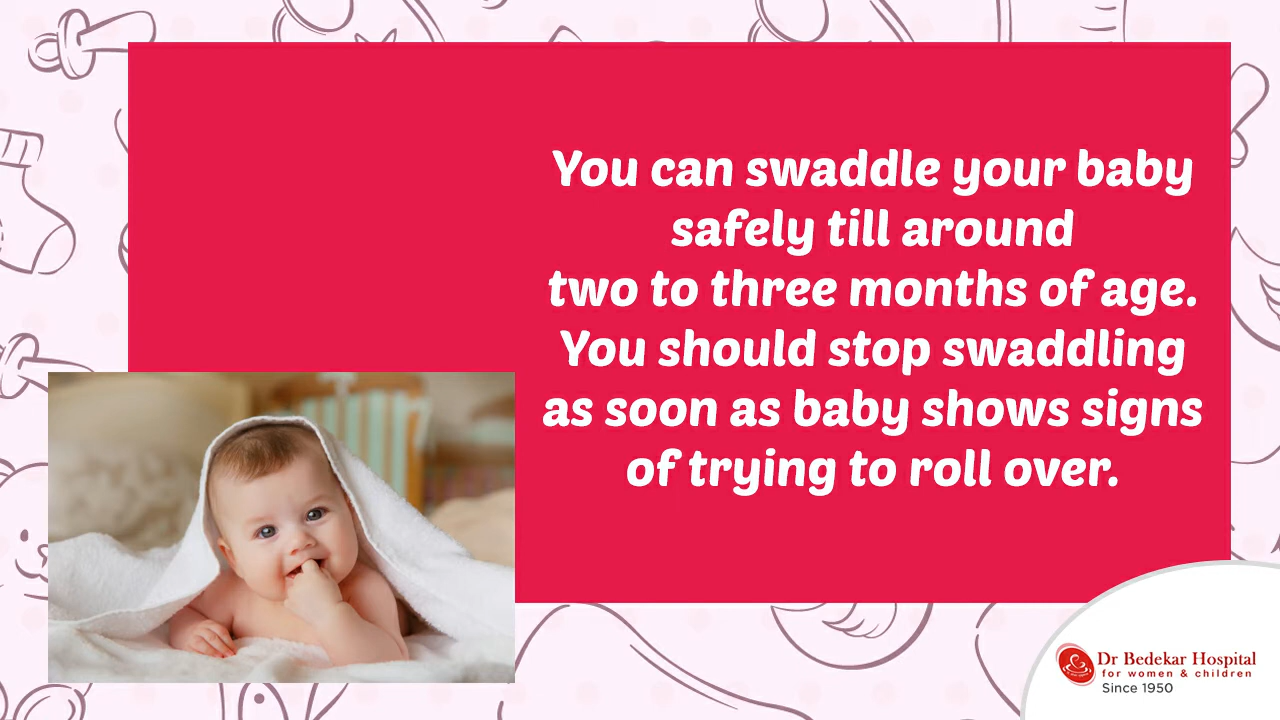 You can swaddle your baby
safely till around
two to three months of age.
You should stop swaddling
as soon as baby shows signs
of trying to roll over.
Dr Bedekar Hospital
for women & children
Since 1950